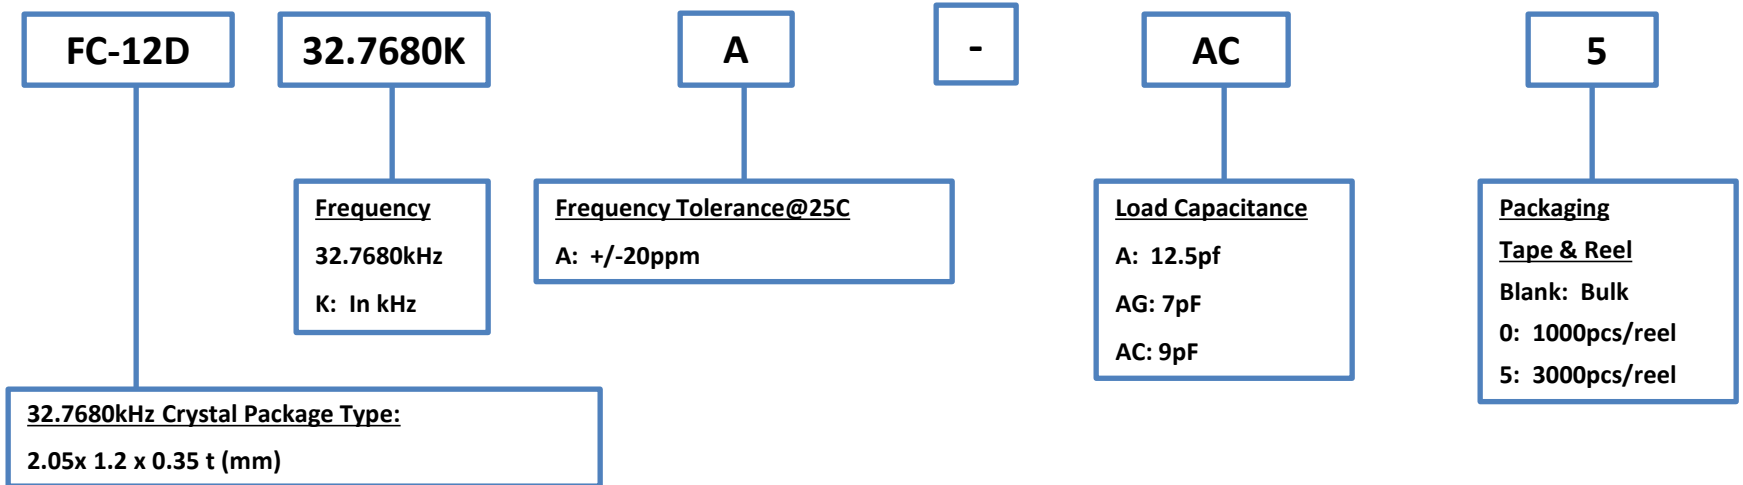 FC-12D 32.7680K A - AC 5
Frequency
32.7680kHz
K: In kHz
Frequency Tolerance@25C
A: +/-20ppm
Load Capacitance
A: 12.5pf
AG: 7pF
AC: 9pF
Packaging
Tape & Reel
Blank: Bulk
0: 1000pcs/reel
5: 3000pcs/reel
32.7680kHz Crystal Package Type:
2.05x 1.2 x 0.35 t (mm)